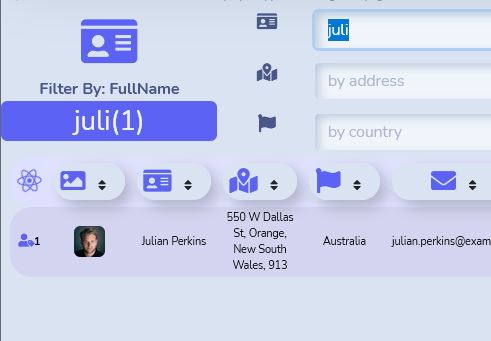 juli
Filter By: FullName
juli(1)
by address
by country
1
Julian Perkins
550 W Dallas
St, Orange,
New South
Wales, 913
Australia
julian.perkins@exam